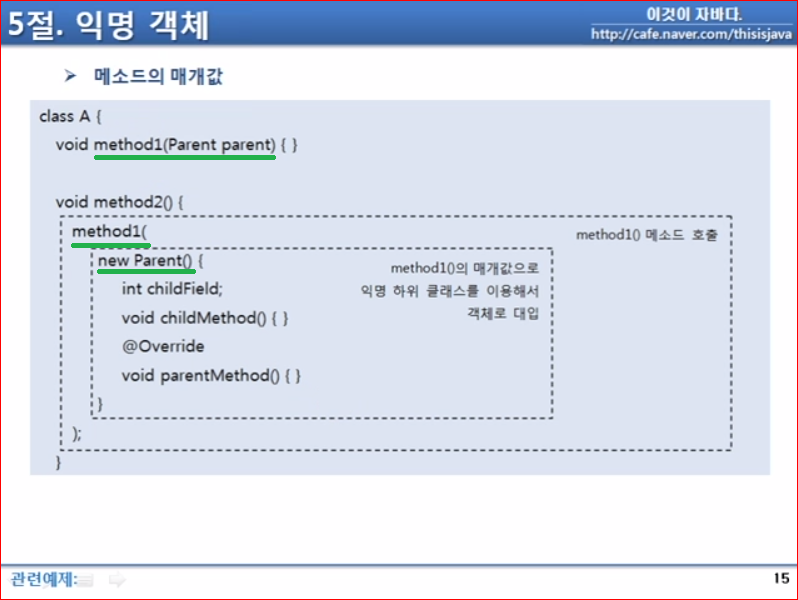 5절. 익명 객체
이것이 자바다.
http://cafe.naver.com/thisisjava
➢ 메소드의 매개값
class A {
void method1(Parent parent) { }
void method2() {
method1(
method1() 메소드 호출
new Parent() {
method1()의 매개값으로
int childField;
익명 하위 클래스를 이용해서
void childMethod() { }
객체로 대입
@Override
void parentMethod() { }
}
);
}
관련예제:
15